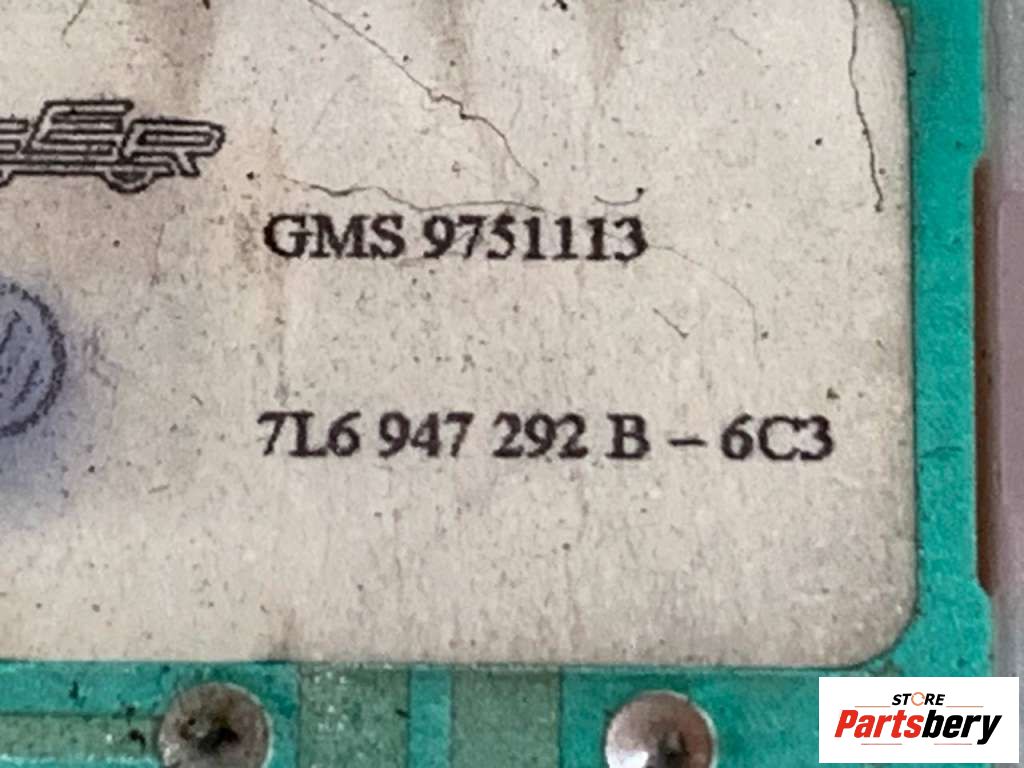 GMS 9751113
7L6 947 292 B – 6C3
STORE
Partsbery